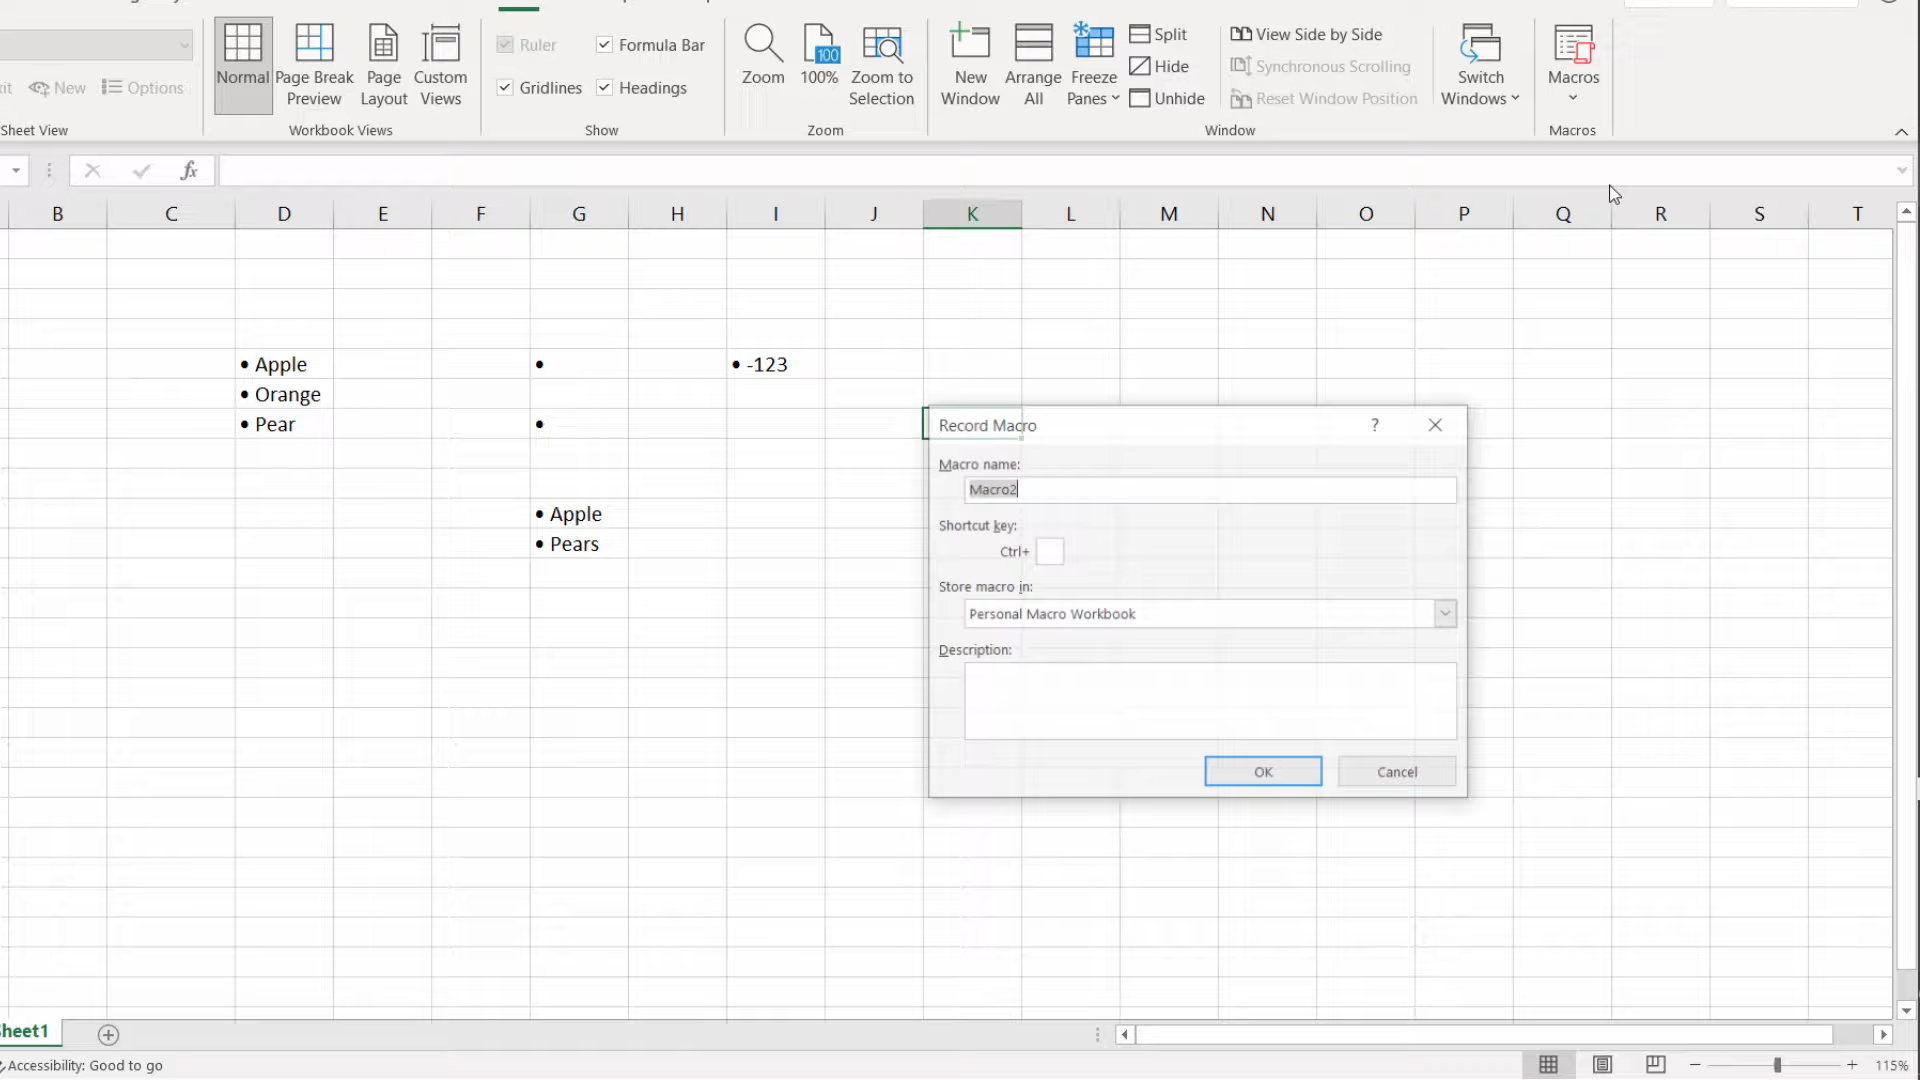 Ruler
Formula Bar
Gridlines
Headings
Show
New
Options
Sheet View
Normal
Page Break
Preview
Page
Layout
Custom
Views
Workbook Views
Zoom
100
100%
Zoom to
Selection
Zoom
New
Window
Arrange
All
Freeze
Panes
Split
Hide
Unhide
View Side by Side
Synchronous Scrolling
Reset Window Position
Window
Switch
Windows
Macros
Macros
fx
B C D E F G H I J K L M N O P Q R S T
• Apple • • -123
• Orange
• Pear •
• Apple
• Pears
Record Macro ?
Macro name:
Macro2
Shortcut key:
Ctrl+
Store macro in:
Personal Macro Workbook
Description:
OK Cancel
Sheet1
Accessibility: Good to go
115%